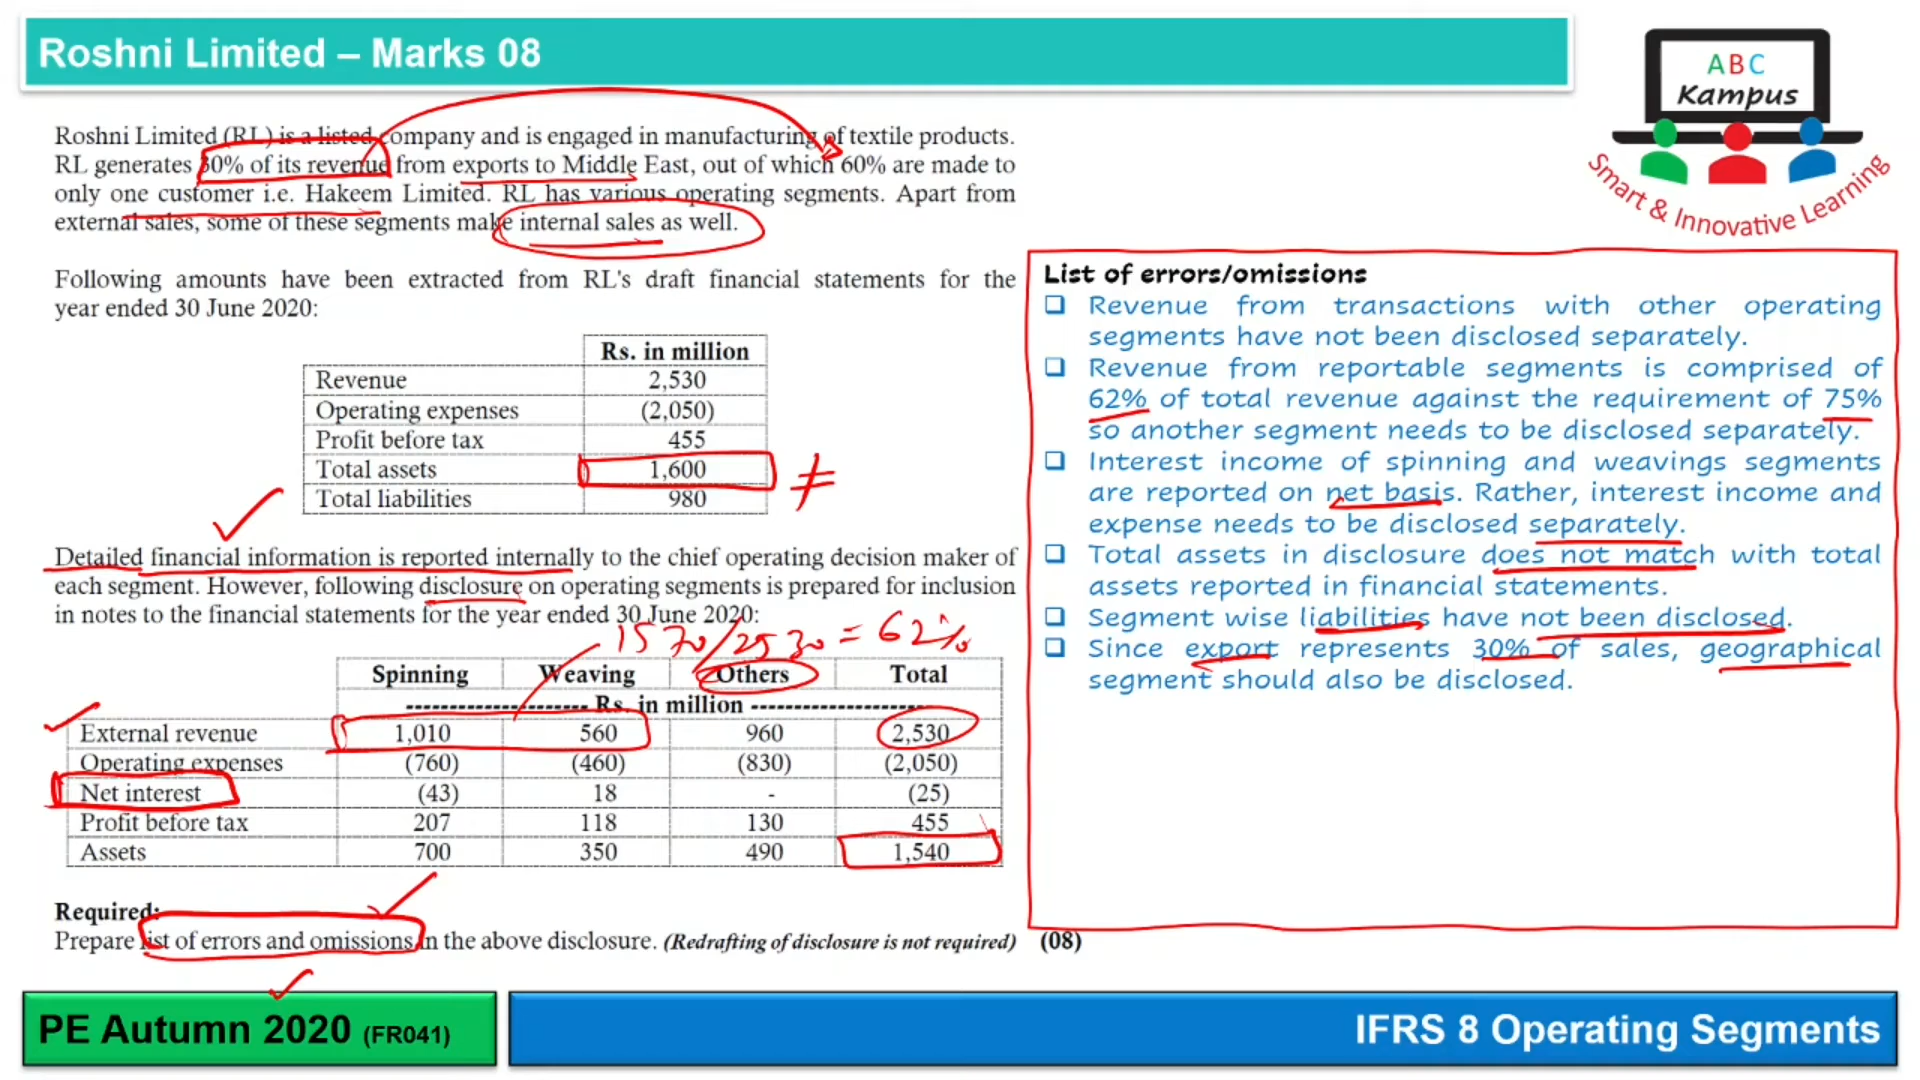 Roshni Limited – Marks 08
ABC
Kampus
Smart & Innovative Learning
Roshni Limited (RL) is a listed company and is engaged in manufacturing of textile products.
RL generates 30% of its revenue from exports to Middle East, out of which 60% are made to
only one customer i.e. Hakeem Limited. RL has various operating segments. Apart from
external sales, some of these segments make internal sales as well.
Following amounts have been extracted from RL's draft financial statements for the
year ended 30 June 2020:
Rs. in million
Revenue 2,530
Operating expenses (2,050)
Profit before tax 455
Total assets 1,600 ≠
Total liabilities 980
Detailed financial information is reported internally to the chief operating decision maker of
each segment. However, following disclosure on operating segments is prepared for inclusion
in notes to the financial statements for the year ended 30 June 2020:
1570/2530 = 62%
Spinning Weaving Others Total
---------------------- Rs. in million ----------------------
External revenue 1,010 560 960 2,530
Operating expenses (760) (460) (830) (2,050)
Net interest (43) 18 - (25)
Profit before tax 207 118 130 455
Assets 700 350 490 1,540
Required:
Prepare list of errors and omissions in the above disclosure. (Redrafting of disclosure is not required) (08)
List of errors/omissions
❑ Revenue from transactions with other operating
segments have not been disclosed separately.
❑ Revenue from reportable segments is comprised of
62% of total revenue against the requirement of 75%
so another segment needs to be disclosed separately.
❑ Interest income of spinning and weavings segments
are reported on net basis. Rather, interest income and
expense needs to be disclosed separately.
❑ Total assets in disclosure does not match with total
assets reported in financial statements.
❑ Segment wise liabilities have not been disclosed.
❑ Since export represents 30% of sales, geographical
segment should also be disclosed.
PE Autumn 2020 (FR041)
IFRS 8 Operating Segments